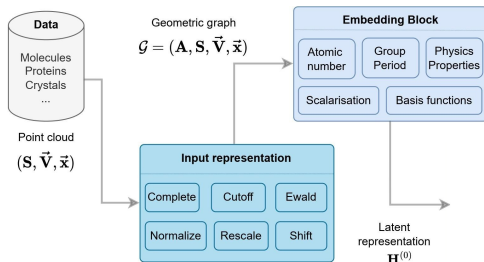 Data
Molecules
Proteins
Crystals
...
Point cloud
(S, V⃗, x⃗)
Geometric graph
𝒢 = (A, S, V⃗, x⃗)
Input representation
Complete Cutoff Ewald
Normalize Rescale Shift
Embedding Block
Atomic number
Group Period
Physics Properties
Scalarisation Basis functions
Latent
representation
H⁽⁰⁾